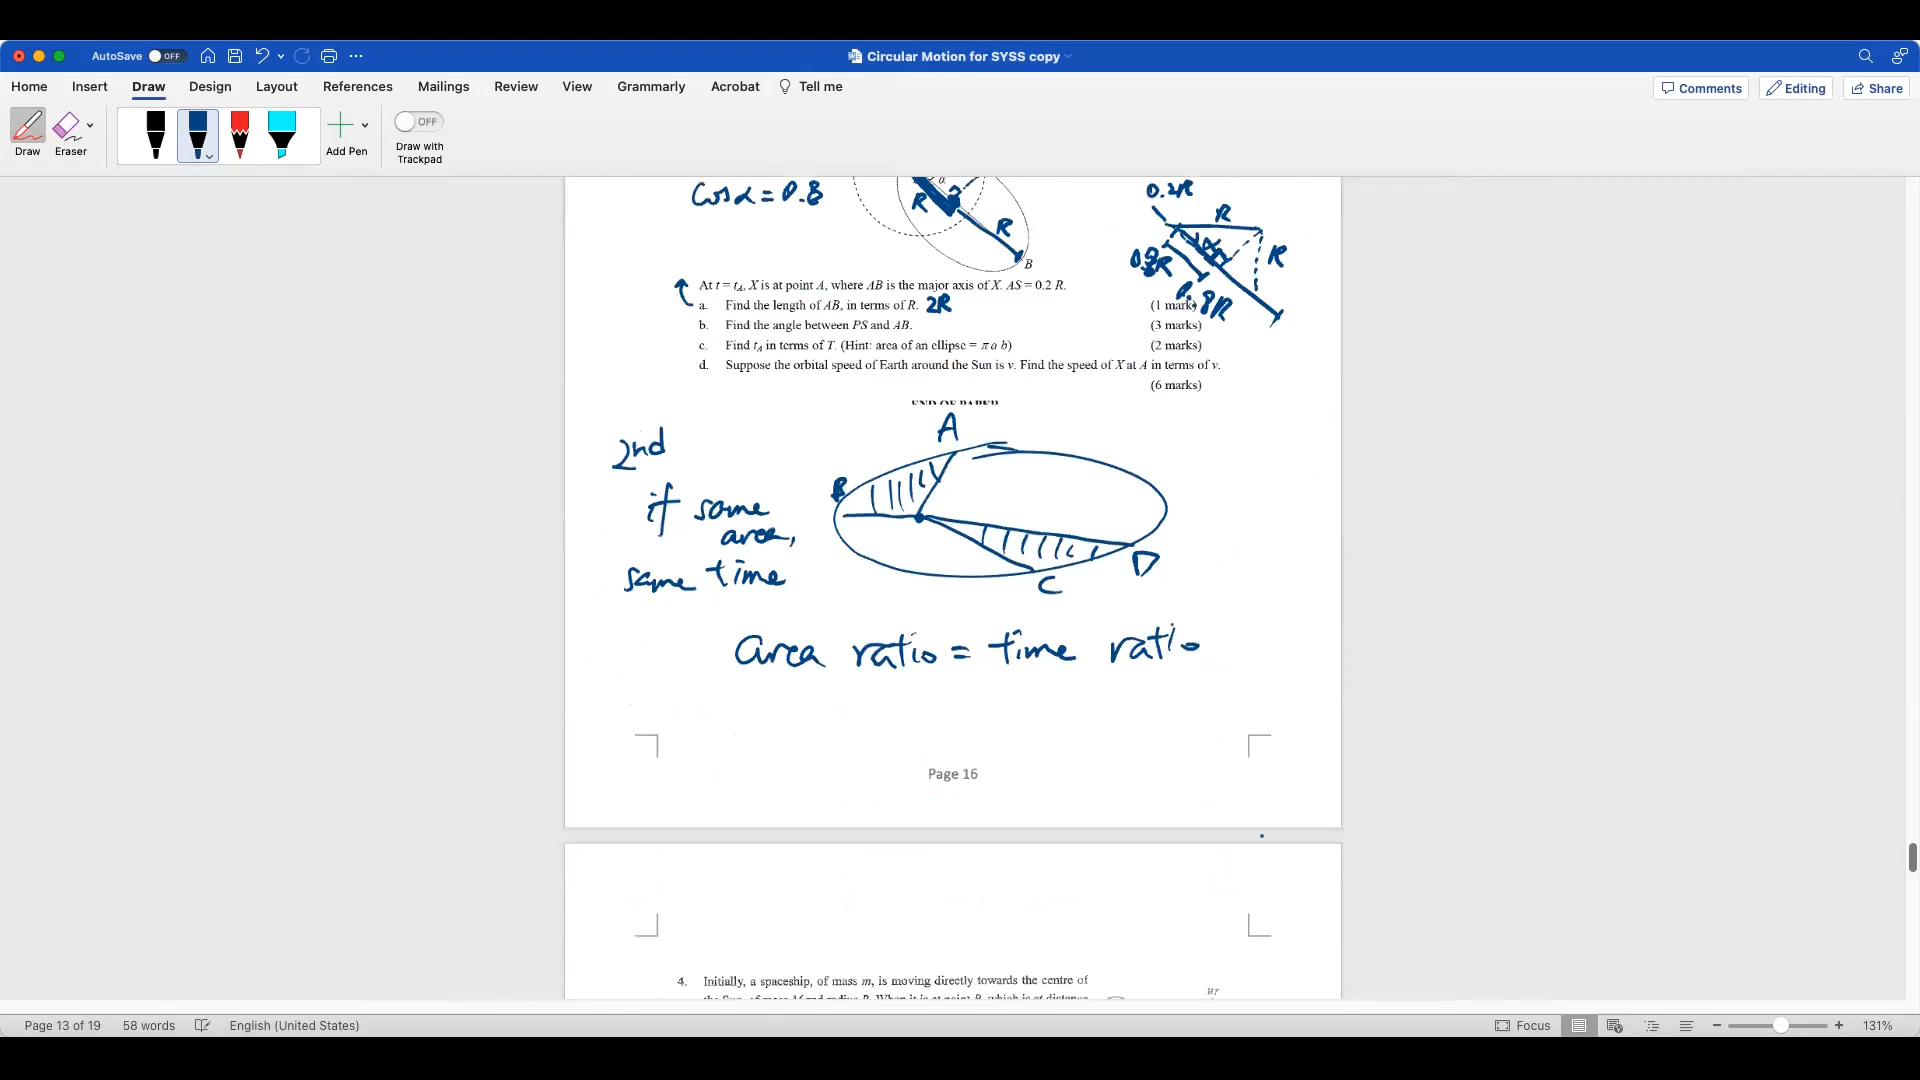 AutoSave OFF
Circular Motion for SYSS copy
Home Insert Draw Design Layout References Mailings Review View Grammarly Acrobat Tell me
Comments Editing Share
OFF
Draw Eraser Add Pen Draw with Trackpad
Cos α = 0.8
α
R
R
B
0.2R
R
R
0.8R
At t = tA, X is at point A, where AB is the major axis of X. AS = 0.2 R.
a. Find the length of AB, in terms of R. 2R (1 mark)
b. Find the angle between PS and AB. (3 marks)
c. Find tA in terms of T. (Hint: area of an ellipse = π a b) (2 marks)
d. Suppose the orbital speed of Earth around the Sun is v. Find the speed of X at A in terms of v.
(6 marks)
END OF PAPER
2nd
if same
area,
same time
A
B
C
D
area ratio = time ratio
Page 16
4. Initially, a spaceship, of mass m, is moving directly towards the centre of
Page 13 of 19 58 words English (United States)
Focus 131%